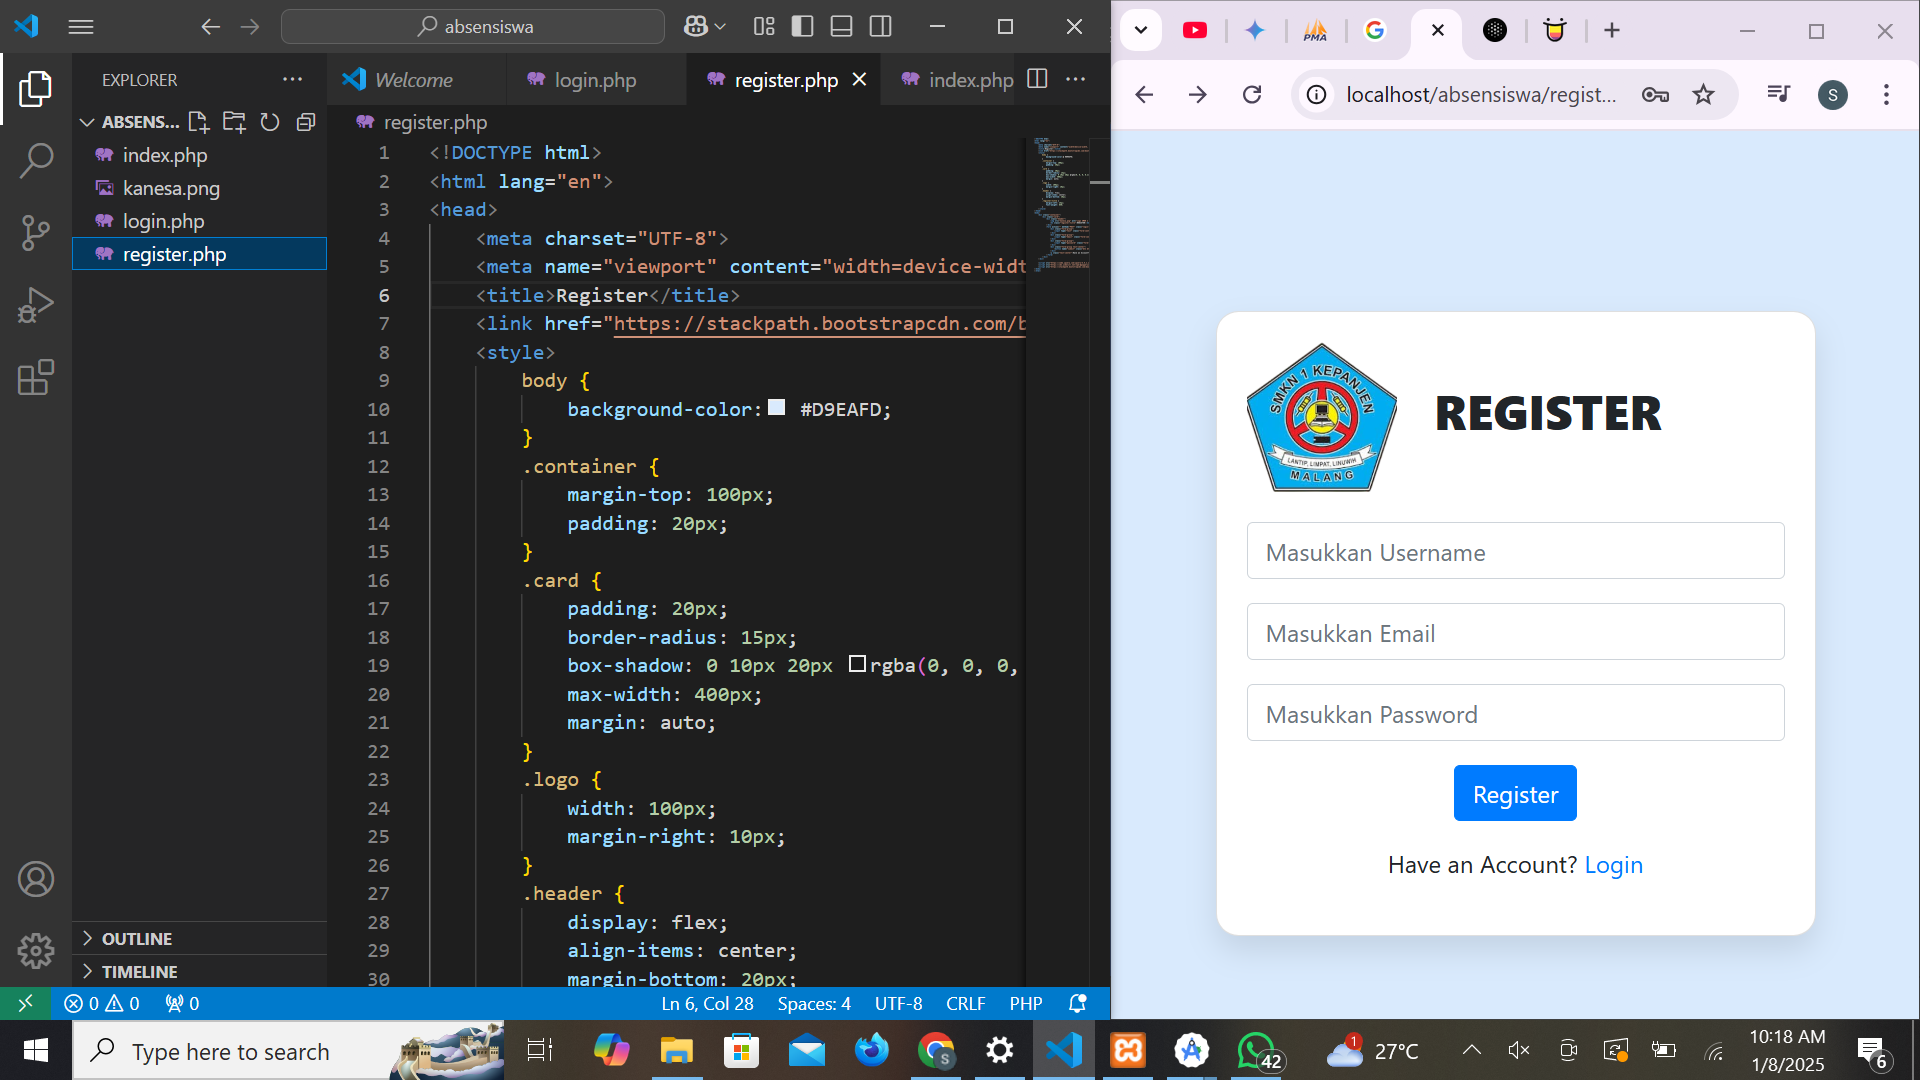 absensiswa
EXPLORER
ABSENS...
index.php
kanesa.png
login.php
register.php
OUTLINE
TIMELINE
Welcome
login.php
register.php
index.php
register.php
1 <!DOCTYPE html>
2 <html lang="en">
3 <head>
4 <meta charset="UTF-8">
5 <meta name="viewport" content="width=device-widt
6 <title>Register</title>
7 <link href="https://stackpath.bootstrapcdn.com/b
8 <style>
9 body {
10 background-color: #D9EAFD;
11 }
12 .container {
13 margin-top: 100px;
14 padding: 20px;
15 }
16 .card {
17 padding: 20px;
18 border-radius: 15px;
19 box-shadow: 0 10px 20px rgba(0, 0, 0,
20 max-width: 400px;
21 margin: auto;
22 }
23 .logo {
24 width: 100px;
25 margin-right: 10px;
26 }
27 .header {
28 display: flex;
29 align-items: center;
30 margin-bottom: 20px;
0 0 0
Ln 6, Col 28 Spaces: 4 UTF-8 CRLF PHP
PMA
localhost/absensiswa/regist...
S
SMKN 1 KEPANJEN
LANTIP, LIMPAT, LINUWIH
MALANG
REGISTER
Masukkan Username
Masukkan Email
Masukkan Password
Register
Have an Account? Login
Type here to search
S
42
1
27°C
10:18 AM
1/8/2025
6